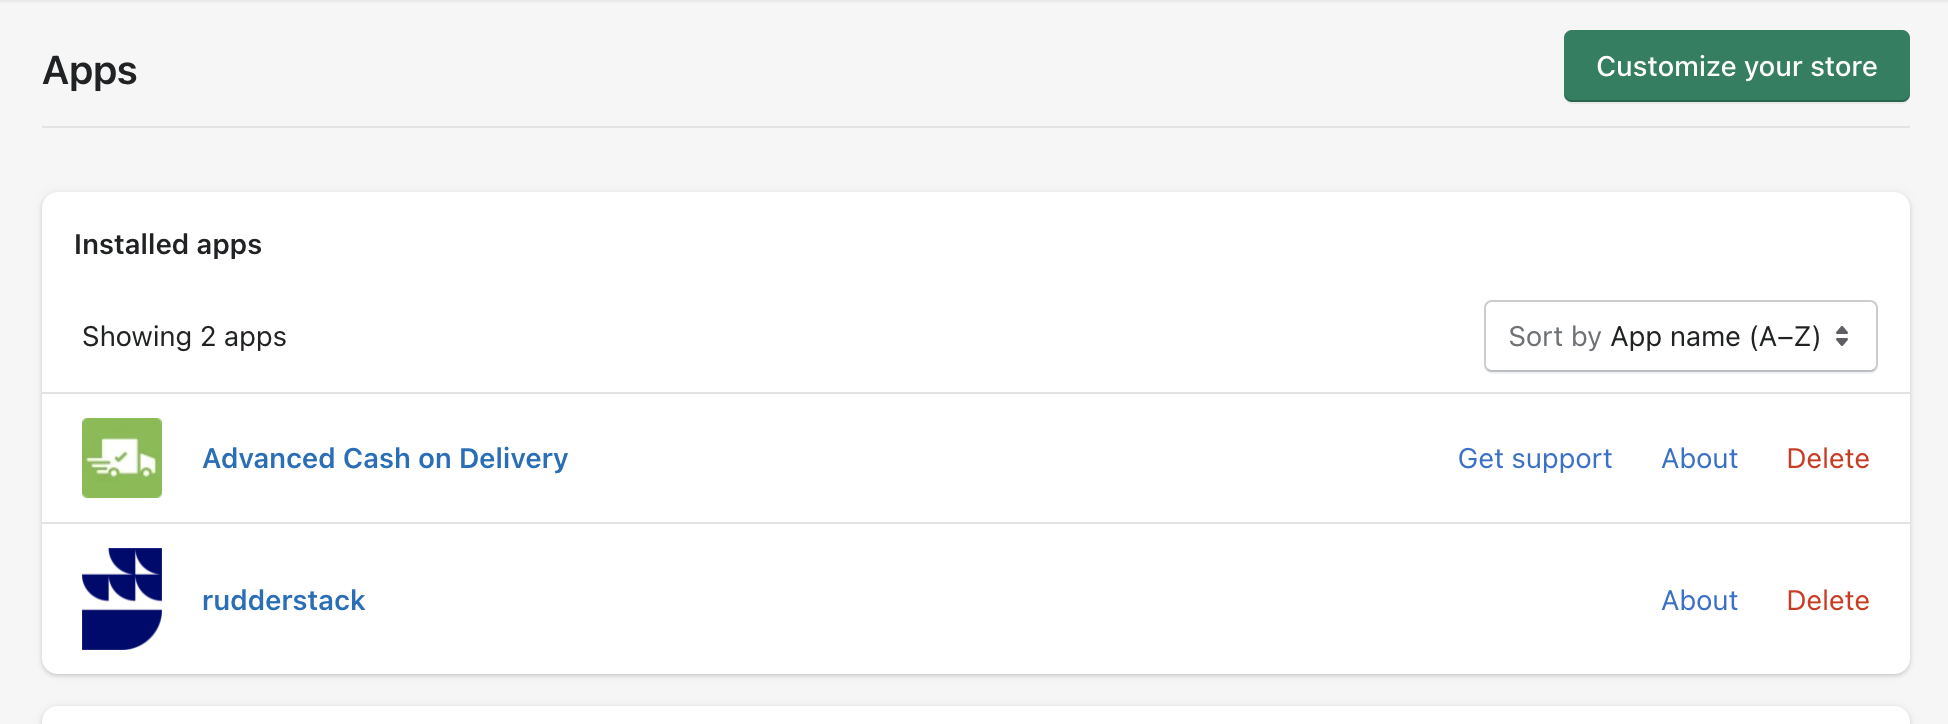 Apps
Customize your store
Installed apps
Showing 2 apps
Sort by App name (A–Z)
Advanced Cash on Delivery
Get support
About
Delete
rudderstack
About
Delete